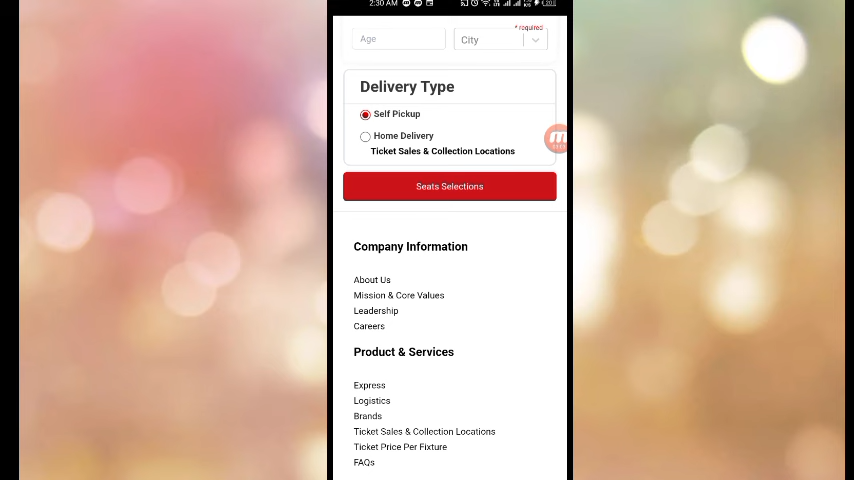 2:30 AM
* required
Age
City
Delivery Type
Self Pickup
Home Delivery
Ticket Sales & Collection Locations
Seats Selections
Company Information
About Us
Mission & Core Values
Leadership
Careers
Product & Services
Express
Logistics
Brands
Ticket Sales & Collection Locations
Ticket Price Per Fixture
FAQs